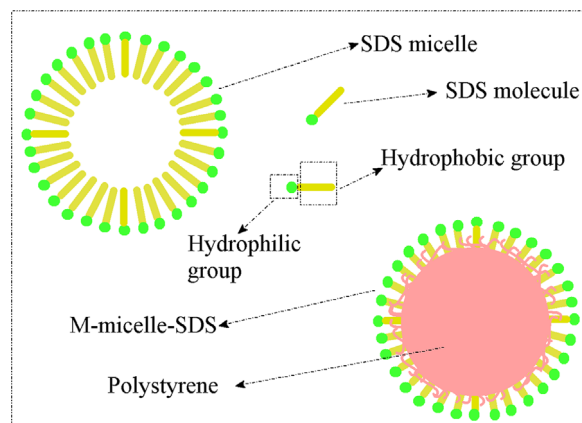 SDS micelle
SDS molecule
Hydrophobic group
Hydrophilic
group
M-micelle-SDS
Polystyrene